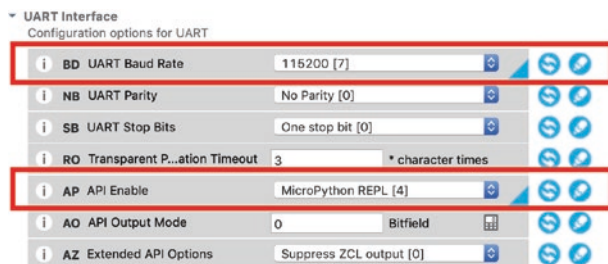 UART Interface
Configuration options for UART
i BD UART Baud Rate 115200 [7]
i NB UART Parity No Parity [0]
i SB UART Stop Bits One stop bit [0]
i RO Transparent P...ation Timeout 3 * character times
i AP API Enable MicroPython REPL [4]
i AO API Output Mode 0 Bitfield
i AZ Extended API Options Suppress ZCL output [0]